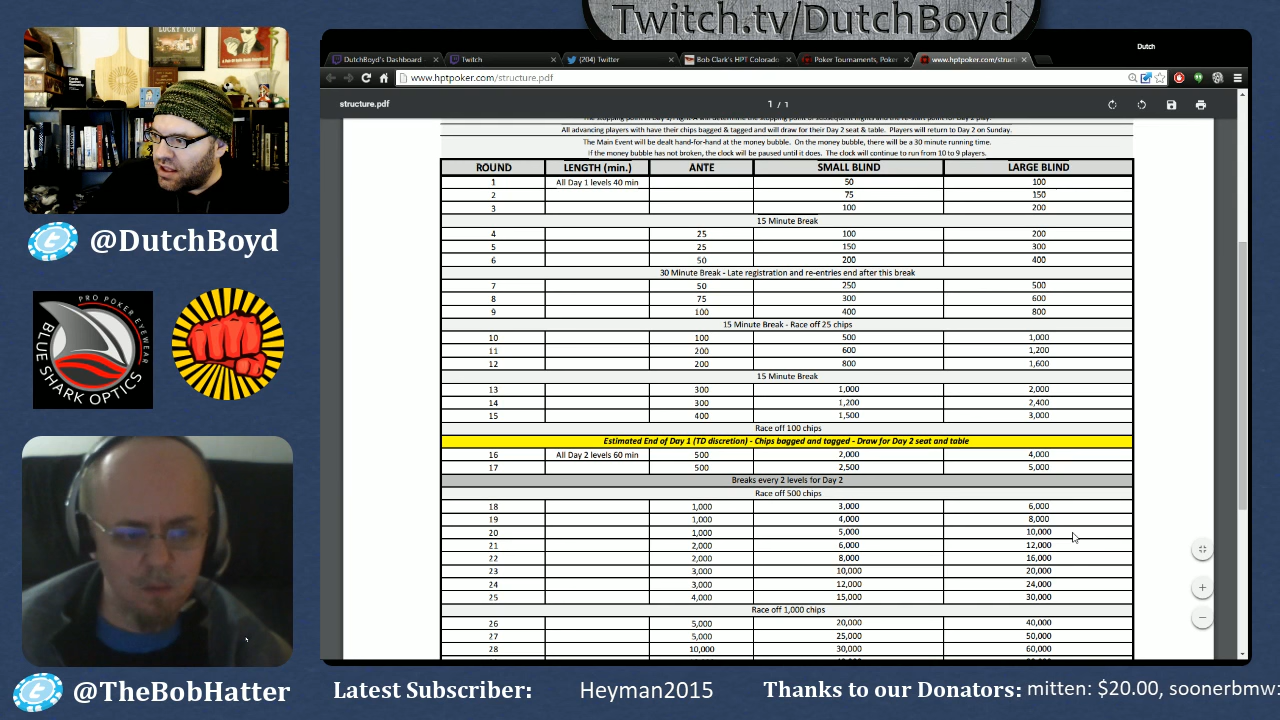 Twitch.tv/DutchBoyd
Dutch
DutchBoyd's Dashboard
Twitch
(204) Twitter
Bob Clark's HPT Colorado
Poker Tournaments, Poker
www.hptpoker.com/struct
www.hptpoker.com/structure.pdf
structure.pdf
1 / 1
All advancing players with have their chips bagged & tagged and will draw for their Day 2 seat & table. Players will return to Day 2 on Sunday.
The Main Event will be dealt hand-for-hand at the money bubble. On the money bubble, there will be a 30 minute running time.
If the money bubble has not broken, the clock will be paused until it does. The clock will continue to run from 10 to 9 players.
ROUND LENGTH (min.) ANTE SMALL BLIND LARGE BLIND
1 All Day 1 levels 40 min 50 100
2 75 150
3 100 200
15 Minute Break
4 25 100 200
5 25 150 300
6 50 200 400
30 Minute Break - Late registration and re-entries end after this break
7 50 250 500
8 75 300 600
9 100 400 800
15 Minute Break - Race off 25 chips
10 100 500 1,000
11 200 600 1,200
12 200 800 1,600
15 Minute Break
13 300 1,000 2,000
14 300 1,200 2,400
15 400 1,500 3,000
Race off 100 chips
Estimated End of Day 1 (TD discretion) - Chips bagged and tagged - Draw for Day 2 seat and table
16 All Day 2 levels 60 min 500 2,000 4,000
17 500 2,500 5,000
Breaks every 2 levels for Day 2
Race off 500 chips
18 1,000 3,000 6,000
19 1,000 4,000 8,000
20 1,000 5,000 10,000
21 2,000 6,000 12,000
22 2,000 8,000 16,000
23 3,000 10,000 20,000
24 3,000 12,000 24,000
25 4,000 15,000 30,000
Race off 1,000 chips
26 5,000 20,000 40,000
27 5,000 25,000 50,000
28 10,000 30,000 60,000
LUCKY YOU
@DutchBoyd
PRO POKER EYEWEAR
BLUE SHARK OPTICS
@TheBobHatter
Latest Subscriber: Heyman2015
Thanks to our Donators: mitten: $20.00, soonerbmw: